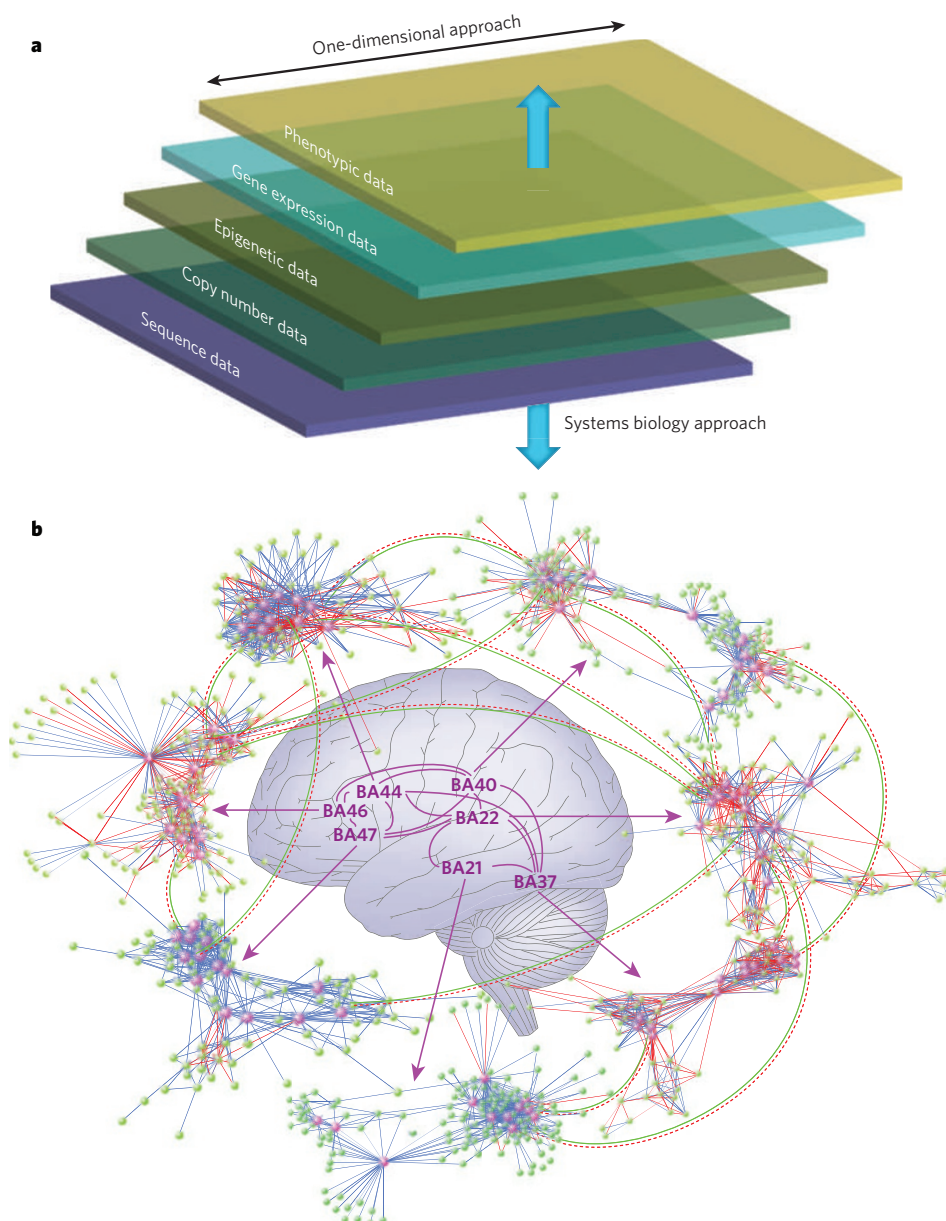 a
One-dimensional approach
Phenotypic data
Gene expression data
Epigenetic data
Copy number data
Sequence data
Systems biology approach
b
BA44
BA40
BA46
BA22
BA47
BA21
BA37